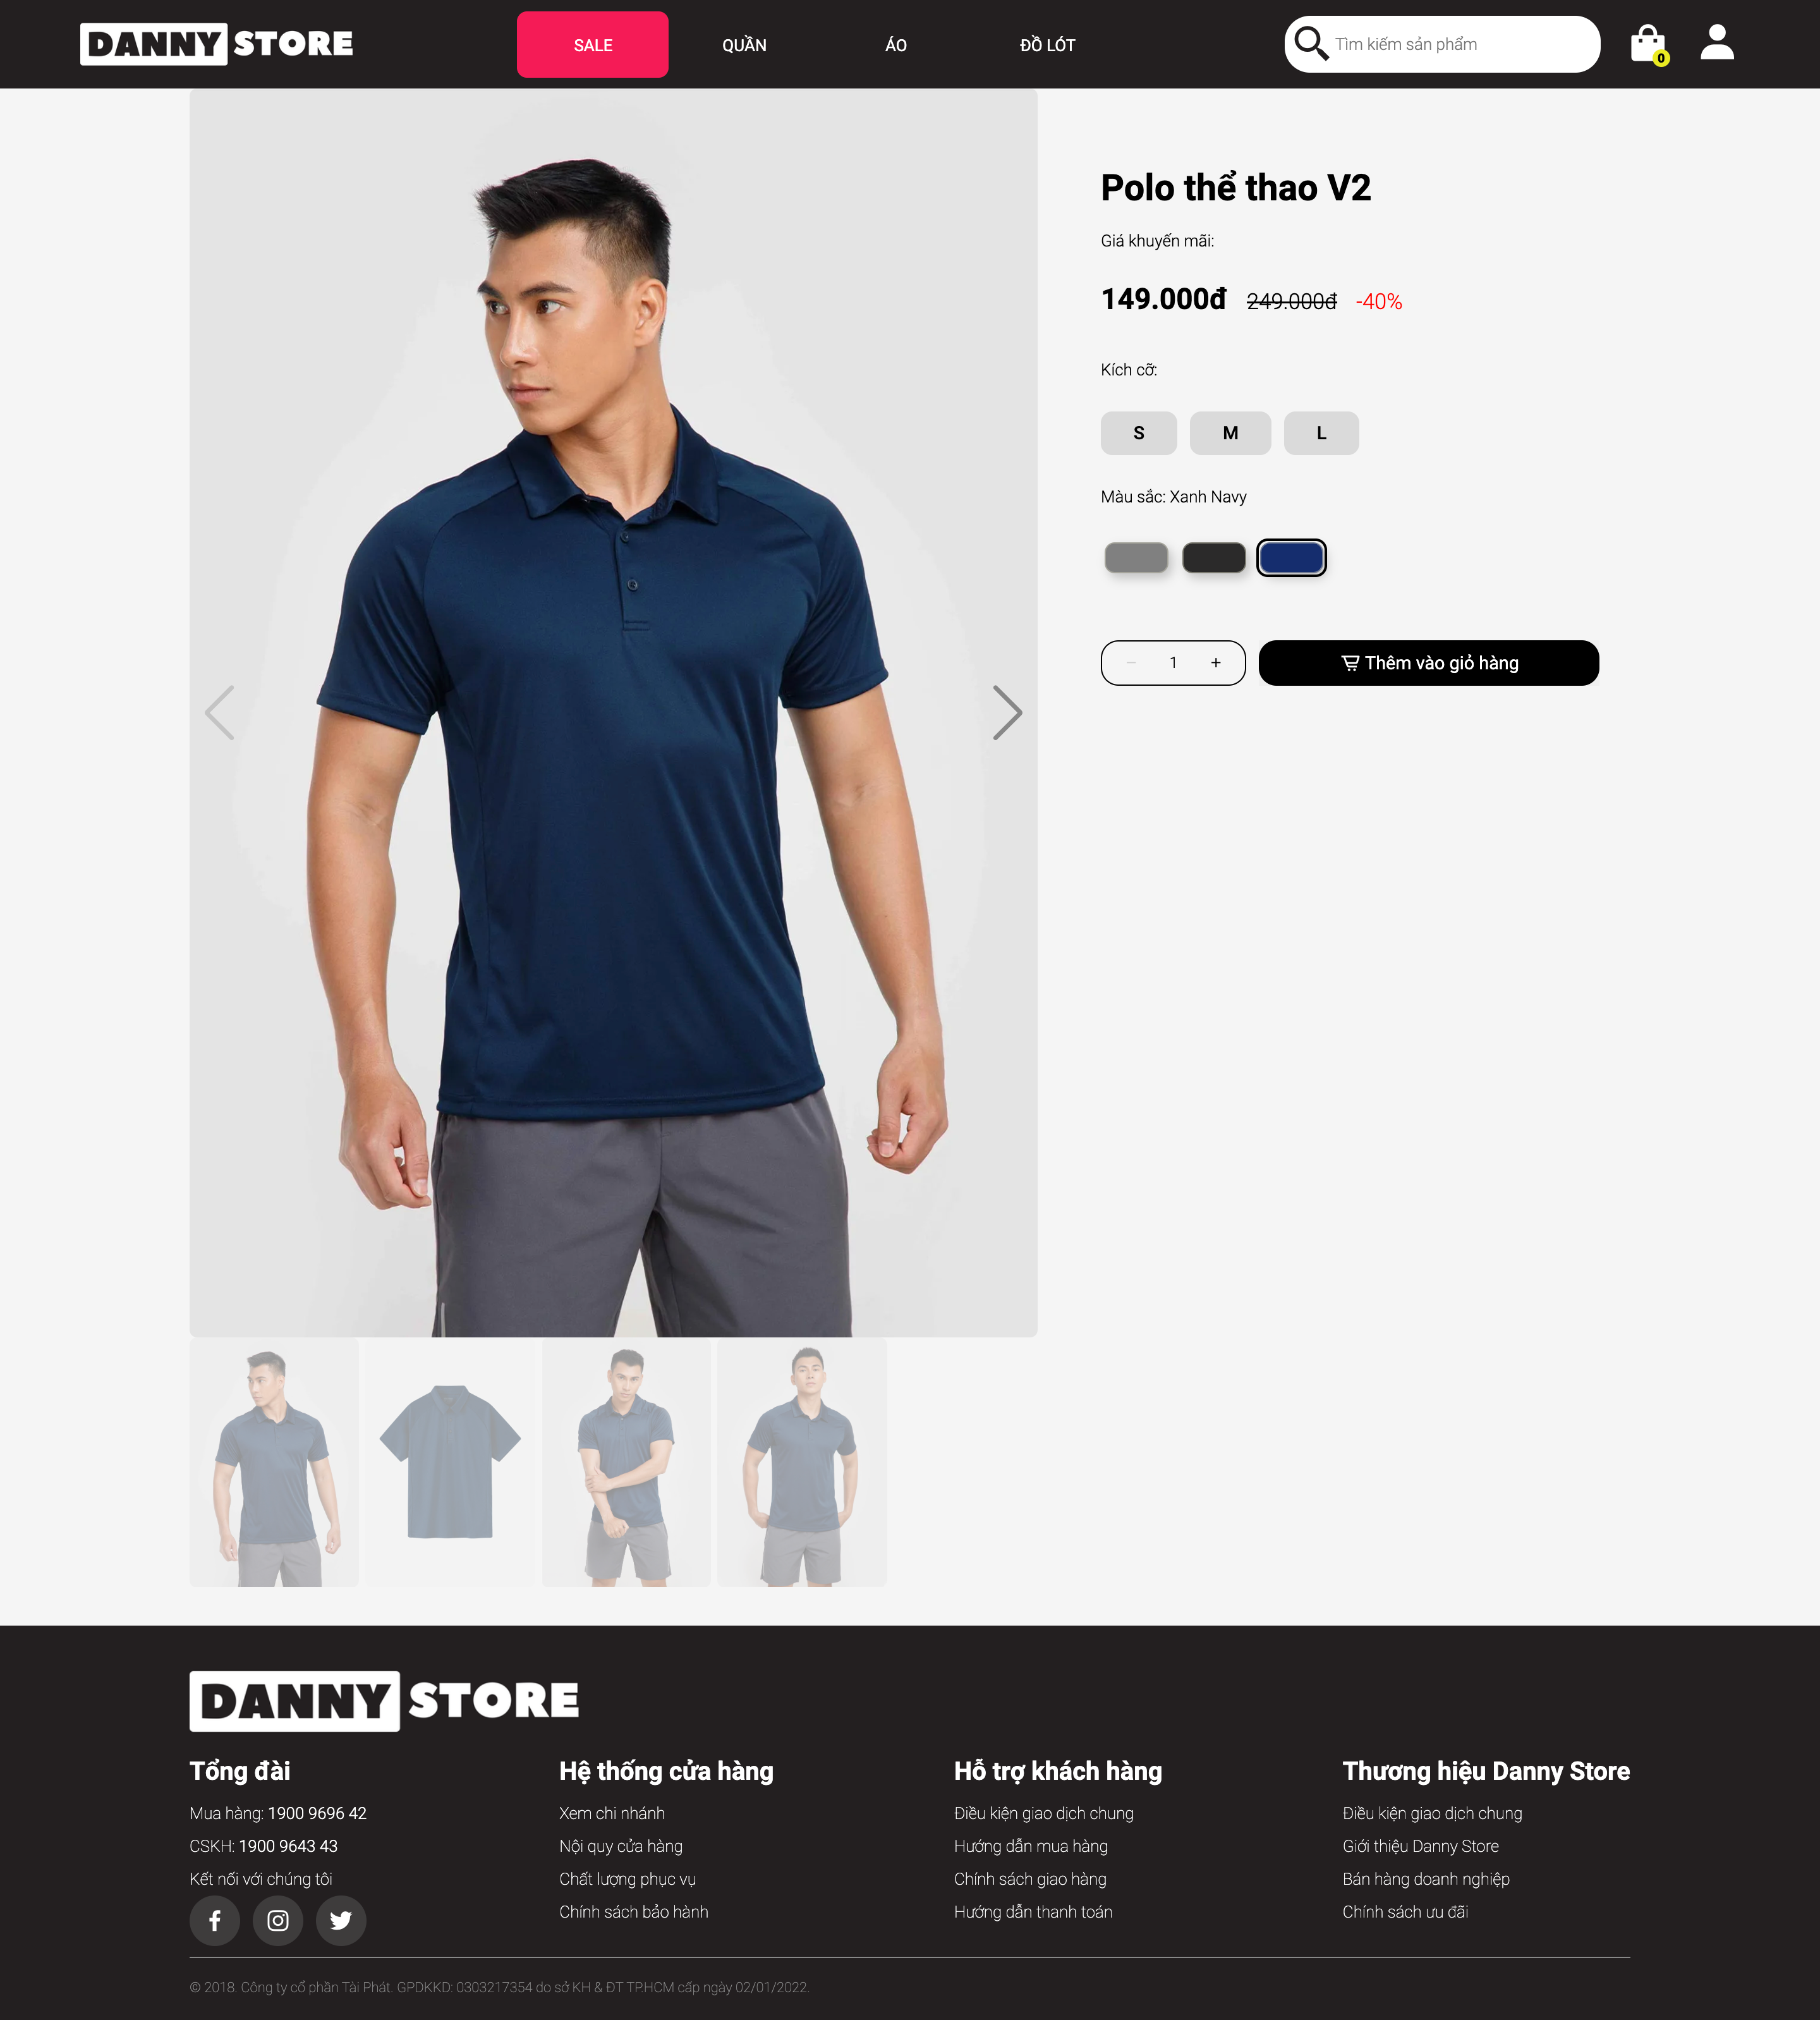 DANNY STORE
SALE
QUẦN
ÁO
ĐỒ LÓT
Tìm kiếm sản phẩm
0
Polo thể thao V2
Giá khuyến mãi:
149.000đ 249.000đ -40%
Kích cỡ:
S M L
Màu sắc: Xanh Navy
1
Thêm vào giỏ hàng
DANNY STORE
Tổng đài
Mua hàng: 1900 9696 42
CSKH: 1900 9643 43
Kết nối với chúng tôi
Hệ thống cửa hàng
Xem chi nhánh
Nội quy cửa hàng
Chất lượng phục vụ
Chính sách bảo hành
Hỗ trợ khách hàng
Điều kiện giao dịch chung
Hướng dẫn mua hàng
Chính sách giao hàng
Hướng dẫn thanh toán
Thương hiệu Danny Store
Điều kiện giao dịch chung
Giới thiệu Danny Store
Bán hàng doanh nghiệp
Chính sách ưu đãi
© 2018. Công ty cổ phần Tài Phát. GPDKKD: 0303217354 do sở KH & ĐT TP.HCM cấp ngày 02/01/2022.